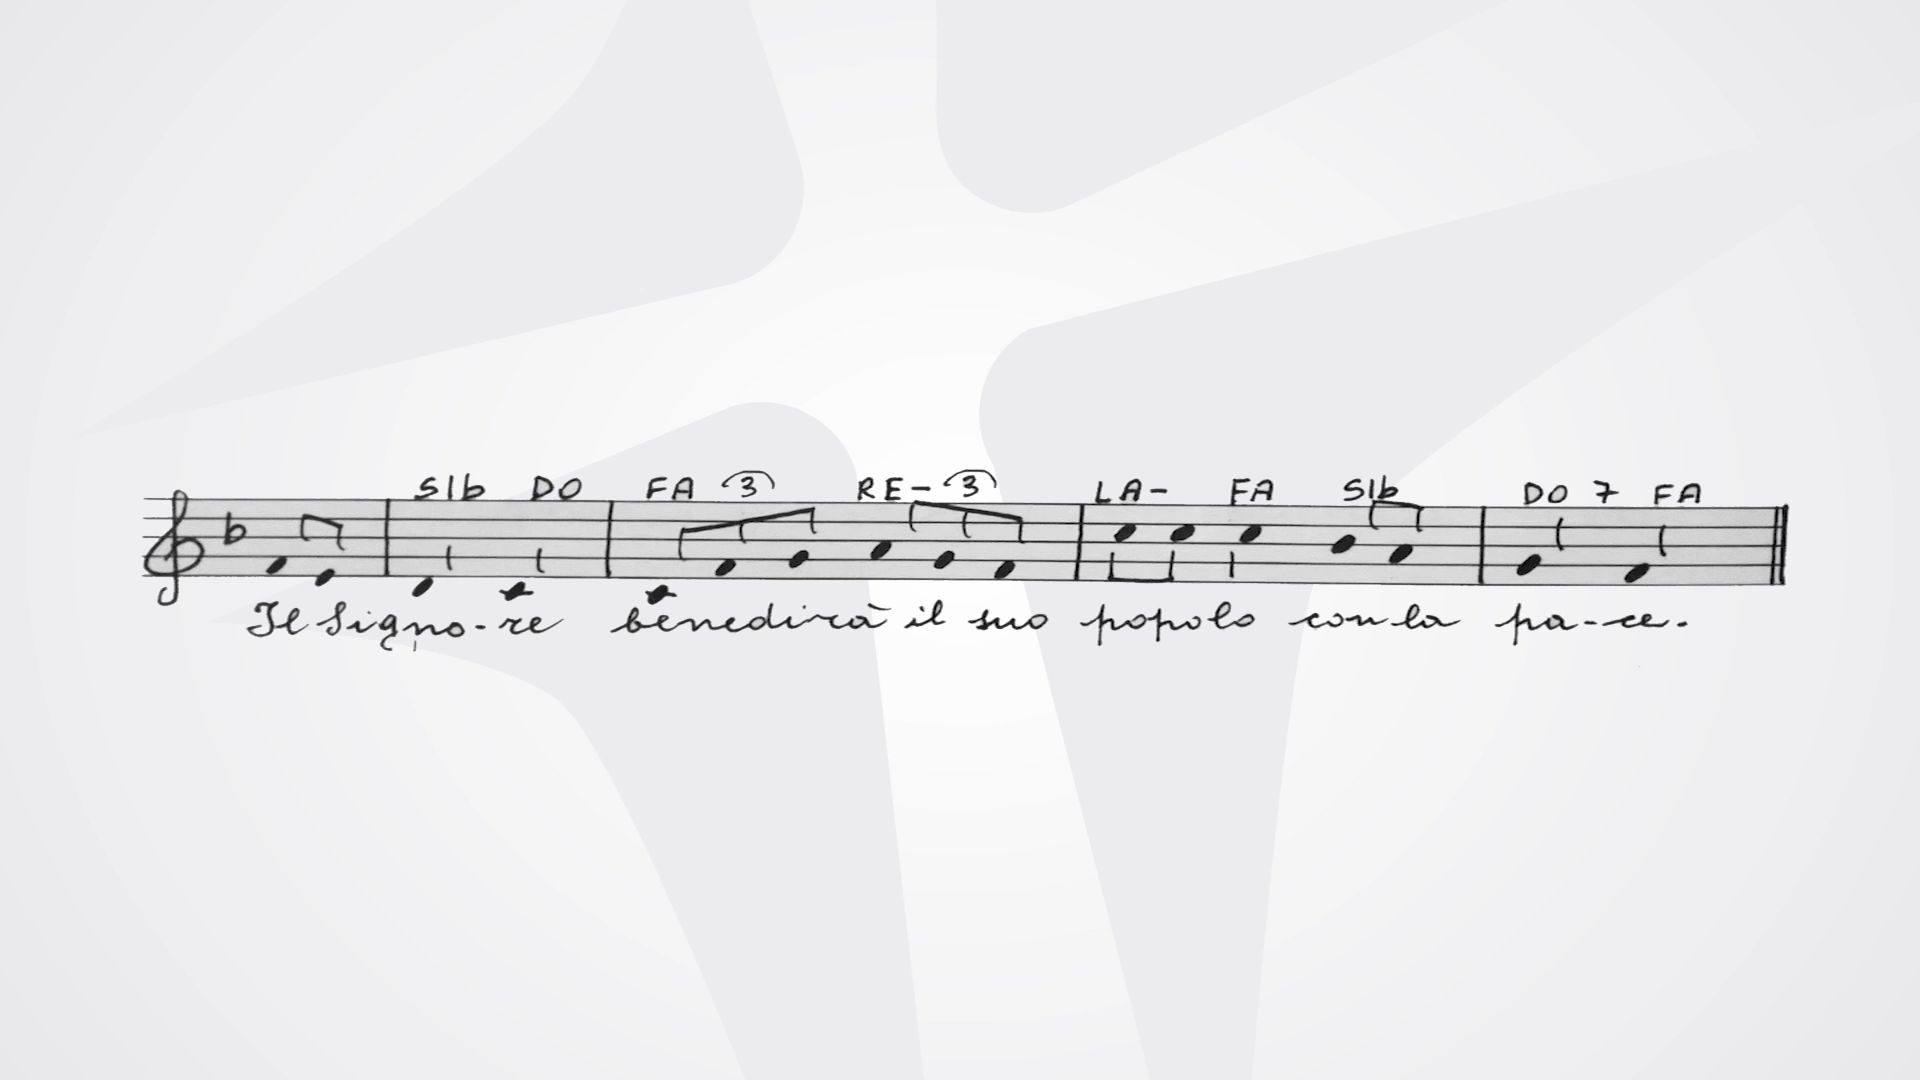 SIb DO FA 3 RE- 3 LA- FA SIb DO 7 FA
Il Signo-re benedirà il suo popolo con la pa-ce.